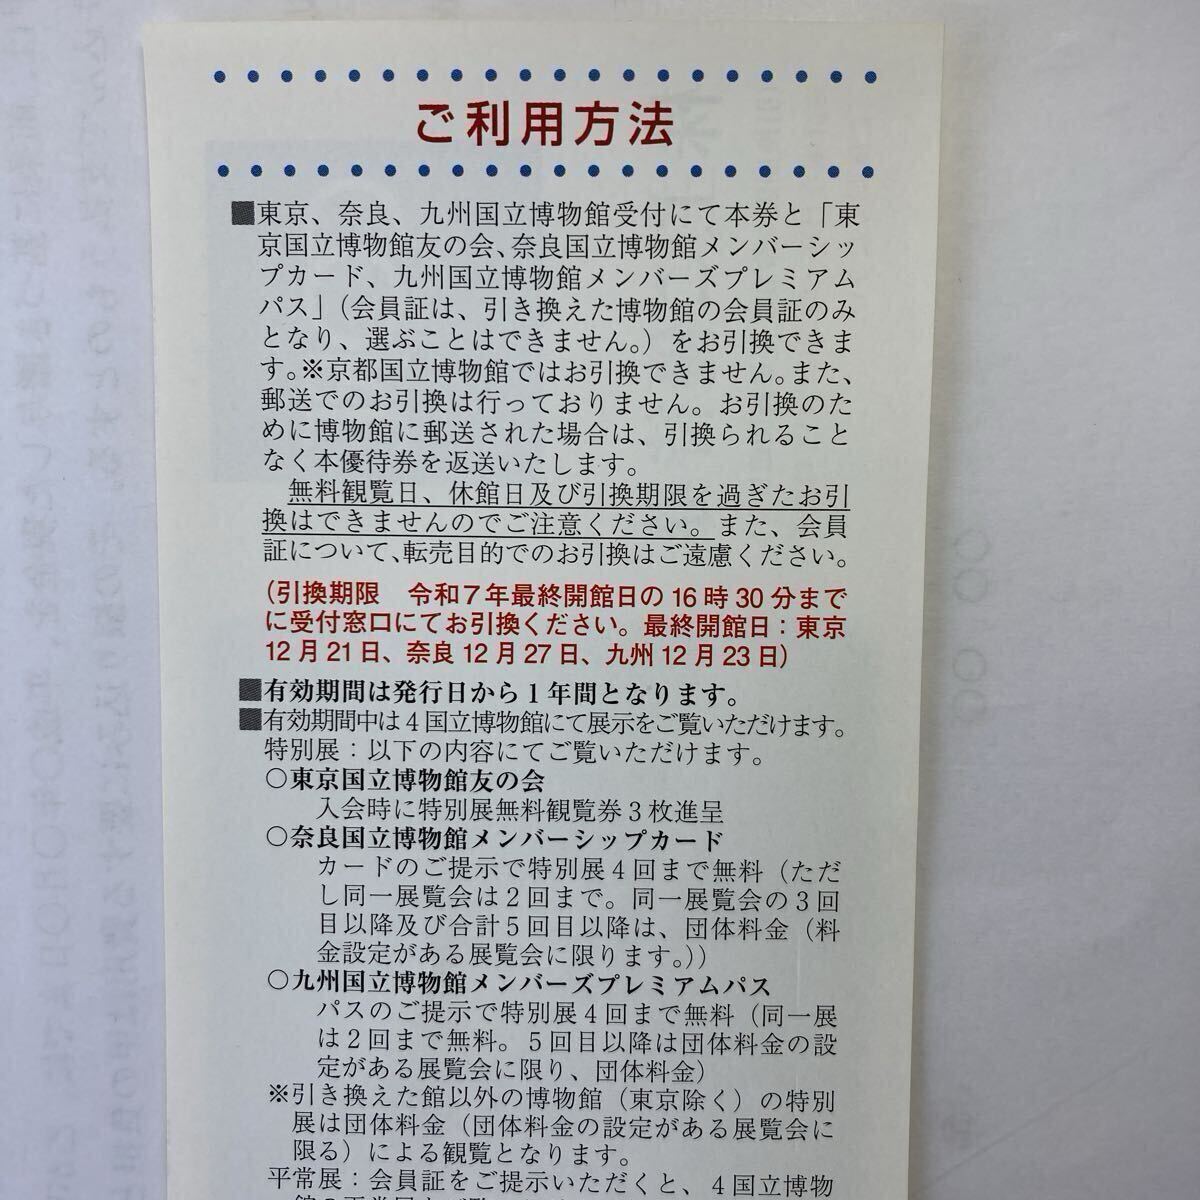 ご利用方法
■東京、奈良、九州国立博物館受付にて本券と「東
京国立博物館友の会、奈良国立博物館メンバーシッ
プカード、九州国立博物館メンバーズプレミアム
パス」（会員証は、引き換えた博物館の会員証のみ
となり、選ぶことはできません。）をお引換できま
す。※京都国立博物館ではお引換できません。また、
郵送でのお引換は行っておりません。お引換のた
めに博物館に郵送された場合は、引換られること
なく本優待券を返送いたします。
無料観覧日、休館日及び引換期限を過ぎたお引
換はできませんのでご注意ください。また、会員
証について、転売目的でのお引換はご遠慮ください。
（引換期限　令和７年最終開館日の16時30分まで
に受付窓口にてお引換ください。最終開館日：東京
12月21日、奈良12月27日、九州12月23日）
■有効期間は発行日から１年間となります。
■有効期間中は４国立博物館にて展示をご覧いただけます。
特別展：以下の内容にてご覧いただけます。
○東京国立博物館友の会
入会時に特別展無料観覧券３枚進呈
○奈良国立博物館メンバーシップカード
カードのご提示で特別展４回まで無料（ただ
し同一展覧会は２回まで。同一展覧会の３回
目以降及び合計５回目以降は、団体料金（料
金設定がある展覧会に限ります。））
○九州国立博物館メンバーズプレミアムパス
パスのご提示で特別展４回まで無料（同一展
は２回まで無料。５回目以降は団体料金の設
定がある展覧会に限り、団体料金）
※引き換えた館以外の博物館（東京除く）の特別
展は団体料金（団体料金の設定がある展覧会に
限る）による観覧となります。
平常展：会員証をご提示いただくと、４国立博物